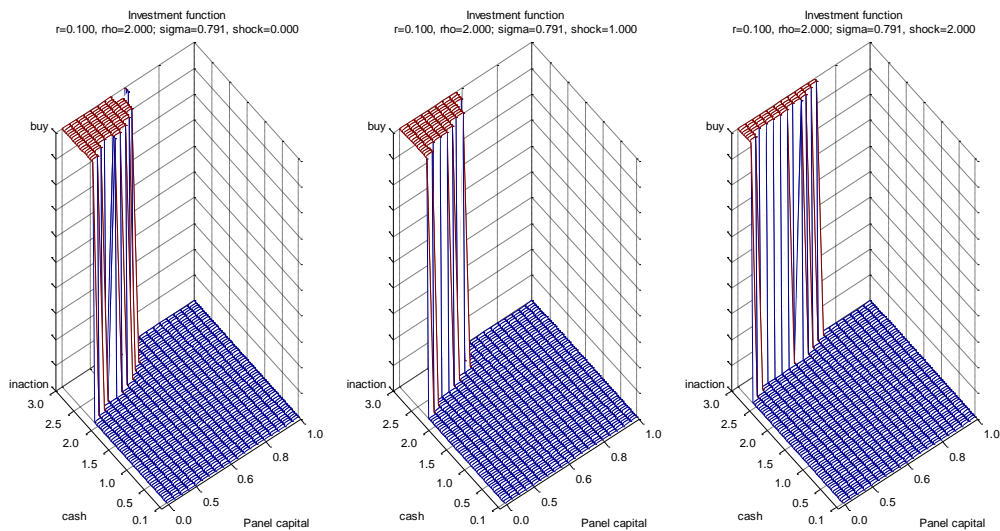 Investment function
r=0.100, rho=2.000; sigma=0.791, shock=0.000
buy
inaction
3.0
2.5
2.0
1.5
1.0
0.5
0.1
cash
0.0
0.5
0.6
0.8
1.0
Panel capital
Investment function
r=0.100, rho=2.000; sigma=0.791, shock=1.000
buy
inaction
3.0
2.5
2.0
1.5
1.0
0.5
0.1
cash
0.0
0.5
0.6
0.8
1.0
Panel capital
Investment function
r=0.100, rho=2.000; sigma=0.791, shock=2.000
buy
inaction
3.0
2.5
2.0
1.5
1.0
0.5
0.1
cash
0.0
0.5
0.6
0.8
1.0
Panel capital